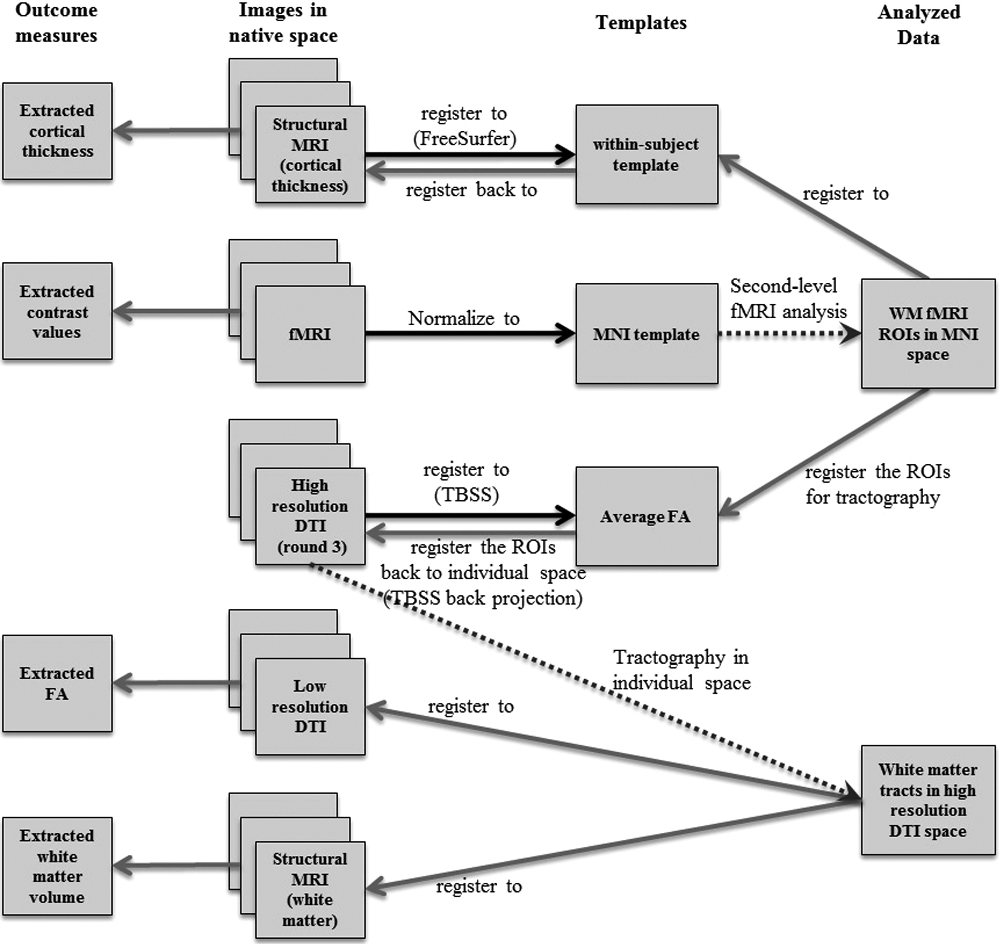 Outcome
measures
Images in
native space
Templates
Analyzed
Data
Extracted
cortical
thickness
Structural
MRI
(cortical
thickness)
register to
(FreeSurfer)
register back to
within-subject
template
register to
Extracted
contrast
values
fMRI
Normalize to
MNI template
Second-level
fMRI analysis
WM fMRI
ROIs in MNI
space
High
resolution
DTI
(round 3)
register to
(TBSS)
register the ROIs
back to individual space
(TBSS back projection)
Average FA
register the ROIs
for tractography
Tractography in
individual space
Extracted
FA
Low
resolution
DTI
register to
White matter
tracts in high
resolution
DTI space
Extracted
white
matter
volume
Structural
MRI
(white
matter)
register to